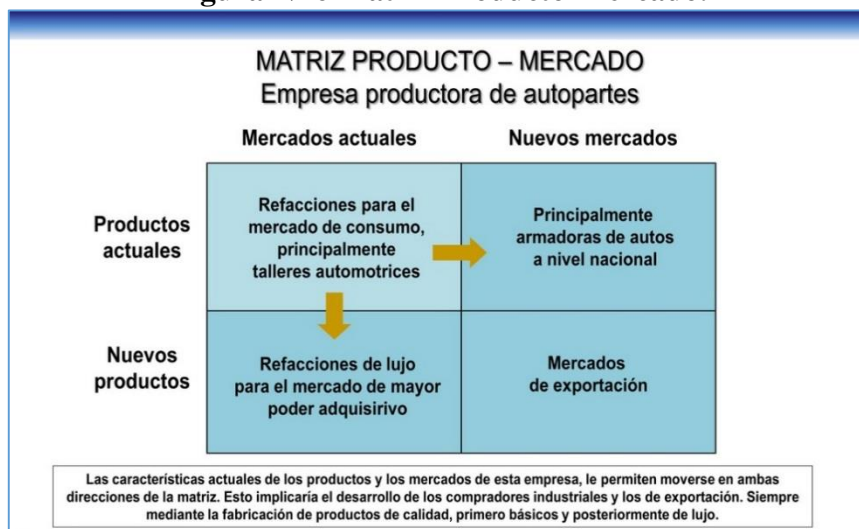 MATRIZ PRODUCTO – MERCADO
Empresa productora de autopartes
Mercados actuales
Nuevos mercados
Productos
actuales
Refacciones para el
mercado de consumo,
principalmente
talleres automotrices
Principalmente
armadoras de autos
a nivel nacional
Nuevos
productos
Refacciones de lujo
para el mercado de mayor
poder adquisirivo
Mercados
de exportación
Las características actuales de los productos y los mercados de esta empresa, le permiten moverse en ambas
direcciones de la matriz. Esto implicaría el desarrollo de los compradores industriales y los de exportación. Siempre
mediante la fabricación de productos de calidad, primero básicos y posteriormente de lujo.